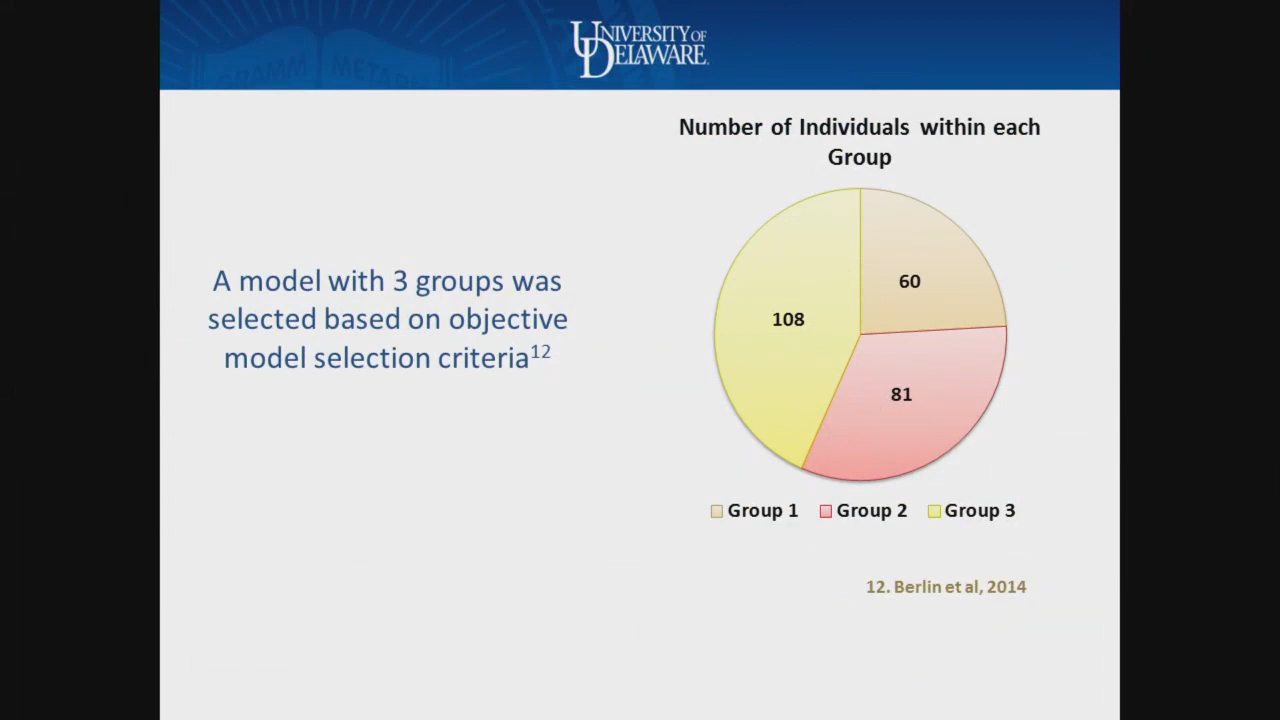 UNIVERSITY OF
DELAWARE
Number of Individuals within each
Group
A model with 3 groups was
selected based on objective
model selection criteria12
60
108
81
Group 1 Group 2 Group 3
12. Berlin et al, 2014